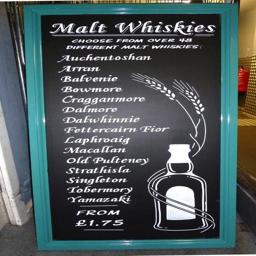 Malt Whiskies
CHOOSE FROM OVER 48
DIFFERENT MALT WHISKIES:
Auchentoshan
Arran
Balvenie
Bowmore
Cragganmore
Dalmore
Dalwhinnie
Fettercairn Fior
Laphroaig
Macallan
Old Pulteney
Strathisla
Singleton
Tobermory
Yamazaki
FROM
£1.75